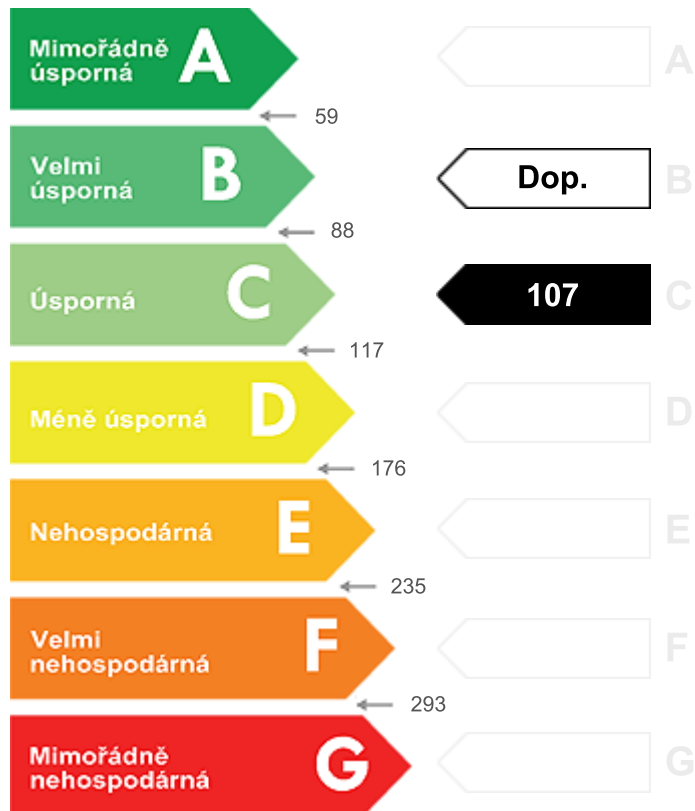 Mimořádně
úsporná
A
A
59
Velmi
úsporná
B
Dop.
B
88
Úsporná
C
107
C
117
Méně úsporná
D
D
176
Nehospodárná
E
E
235
Velmi
nehospodárná
F
F
293
Mimořádně
nehospodárná
G
G